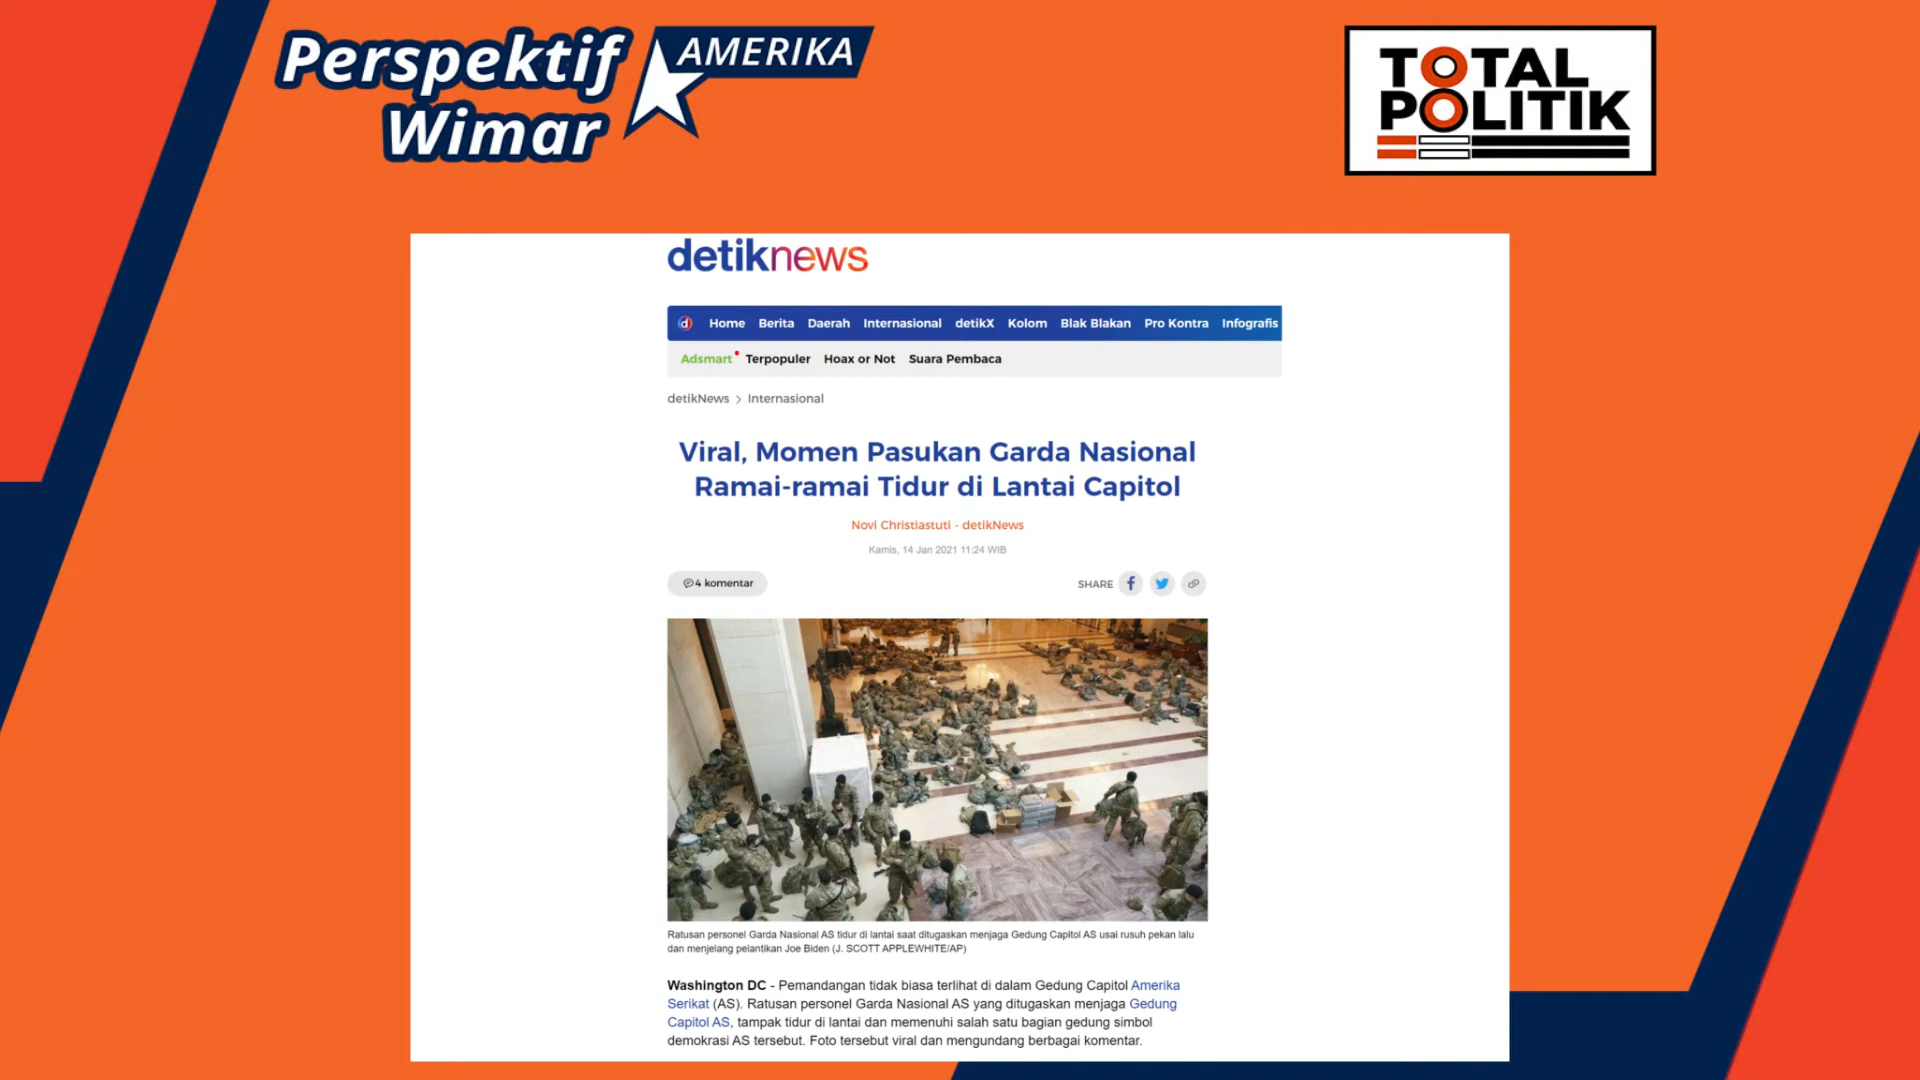 Perspektif AMERIKA
Wimar
TOTAL
POLITIK
detiknews
Home Berita Daerah Internasional detikX Kolom Blak Blakan Pro Kontra Infografis
Adsmart Terpopuler Hoax or Not Suara Pembaca
detikNews > Internasional
Viral, Momen Pasukan Garda Nasional
Ramai-ramai Tidur di Lantai Capitol
Novi Christiastuti - detikNews
Kamis, 14 Jan 2021 11:24 WIB
4 komentar
SHARE
Ratusan personel Garda Nasional AS tidur di lantai saat ditugaskan menjaga Gedung Capitol AS usai rusuh pekan lalu
dan menjelang pelantikan Joe Biden (J. SCOTT APPLEWHITE/AP)
Washington DC - Pemandangan tidak biasa terlihat di dalam Gedung Capitol Amerika
Serikat (AS). Ratusan personel Garda Nasional AS yang ditugaskan menjaga Gedung
Capitol AS, tampak tidur di lantai dan memenuhi salah satu bagian gedung simbol
demokrasi AS tersebut. Foto tersebut viral dan mengundang berbagai komentar.